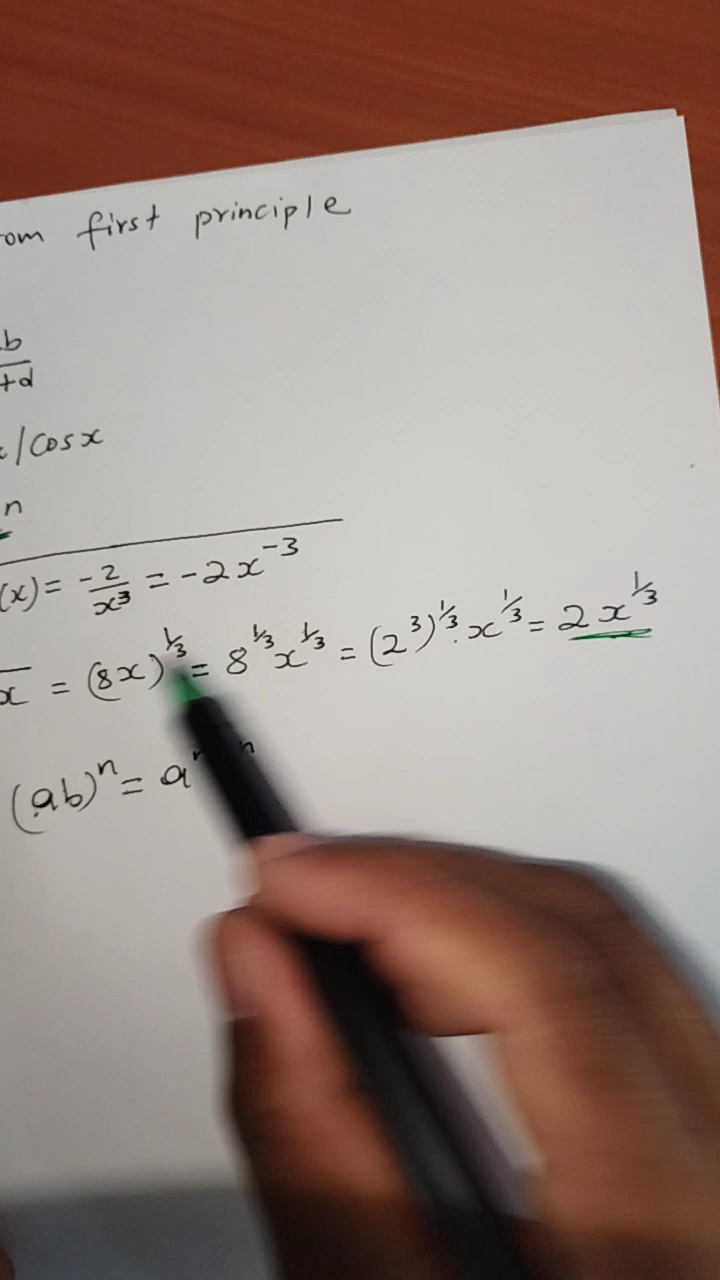 om first principle
b
+d
/cos x
n
(x) = -2/x³ = -2x⁻³
x = (8x)^⅓ = 8^⅓ x^⅓ = (2³)^⅓ . x^⅓ = 2x^⅓
(ab)ⁿ = aⁿ n